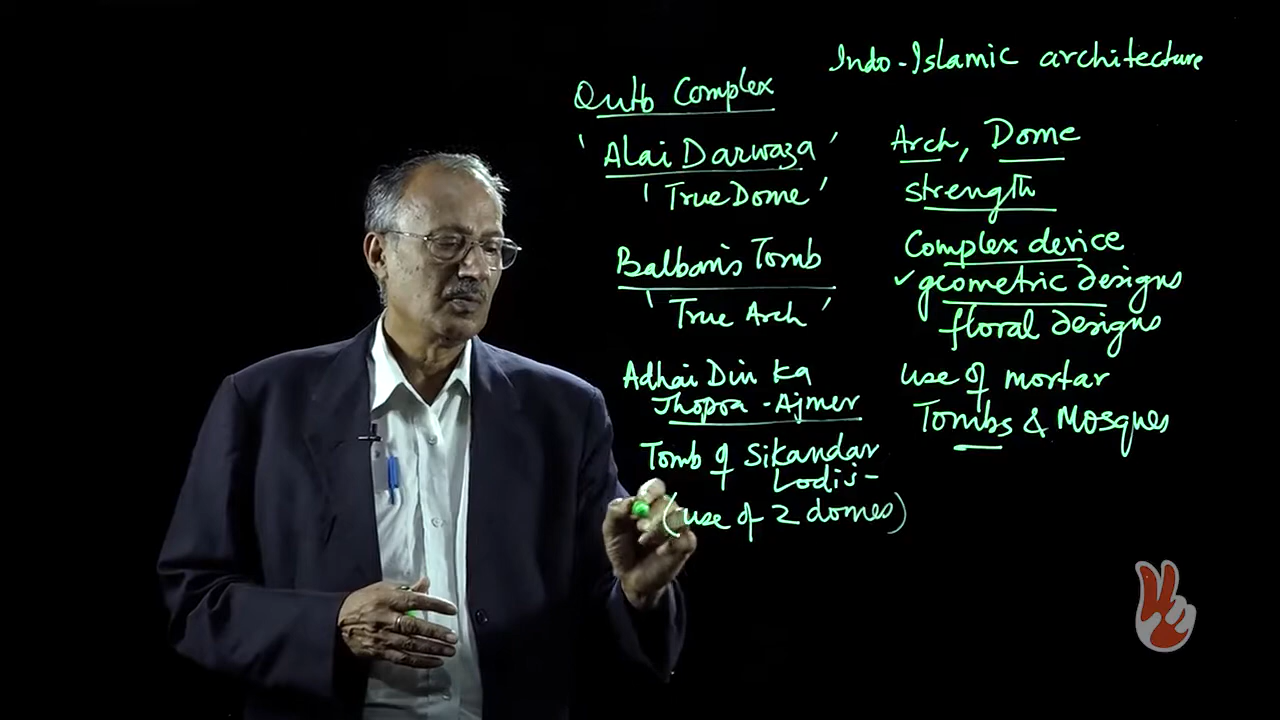 Indo-Islamic architecture
Qutb Complex
'Alai Darwaza'
'True Dome'
Balban's Tomb
'True Arch'
Adhai Din Ka
Jhopra - Ajmer
Tomb of Sikandar
Lodi's -
(use of 2 domes)
Arch, Dome
strength
Complex device
✓ geometric designs
floral designs
use of mortar
Tombs & Mosques